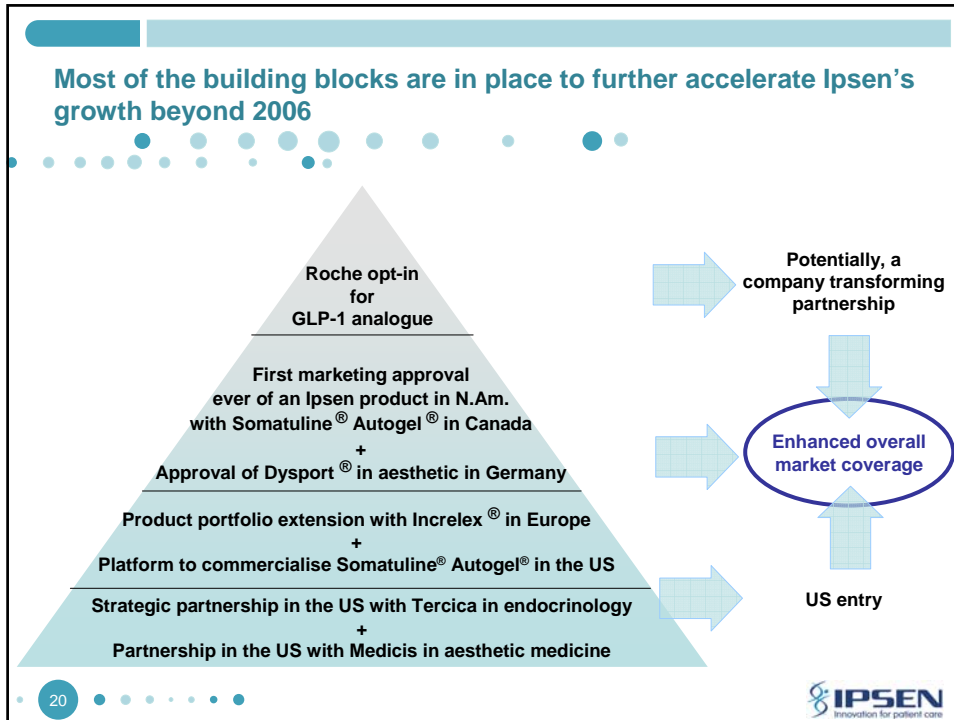 Most of the building blocks are in place to further accelerate Ipsen's
growth beyond 2006
Roche opt-in
for
GLP-1 analogue
First marketing approval
ever of an Ipsen product in N.Am.
with Somatuline ® Autogel ® in Canada
+
Approval of Dysport ® in aesthetic in Germany
Product portfolio extension with Increlex ® in Europe
+
Platform to commercialise Somatuline® Autogel® in the US
Strategic partnership in the US with Tercica in endocrinology
+
Partnership in the US with Medicis in aesthetic medicine
Potentially, a
company transforming
partnership
Enhanced overall
market coverage
US entry
20
IPSEN
Innovation for patient care